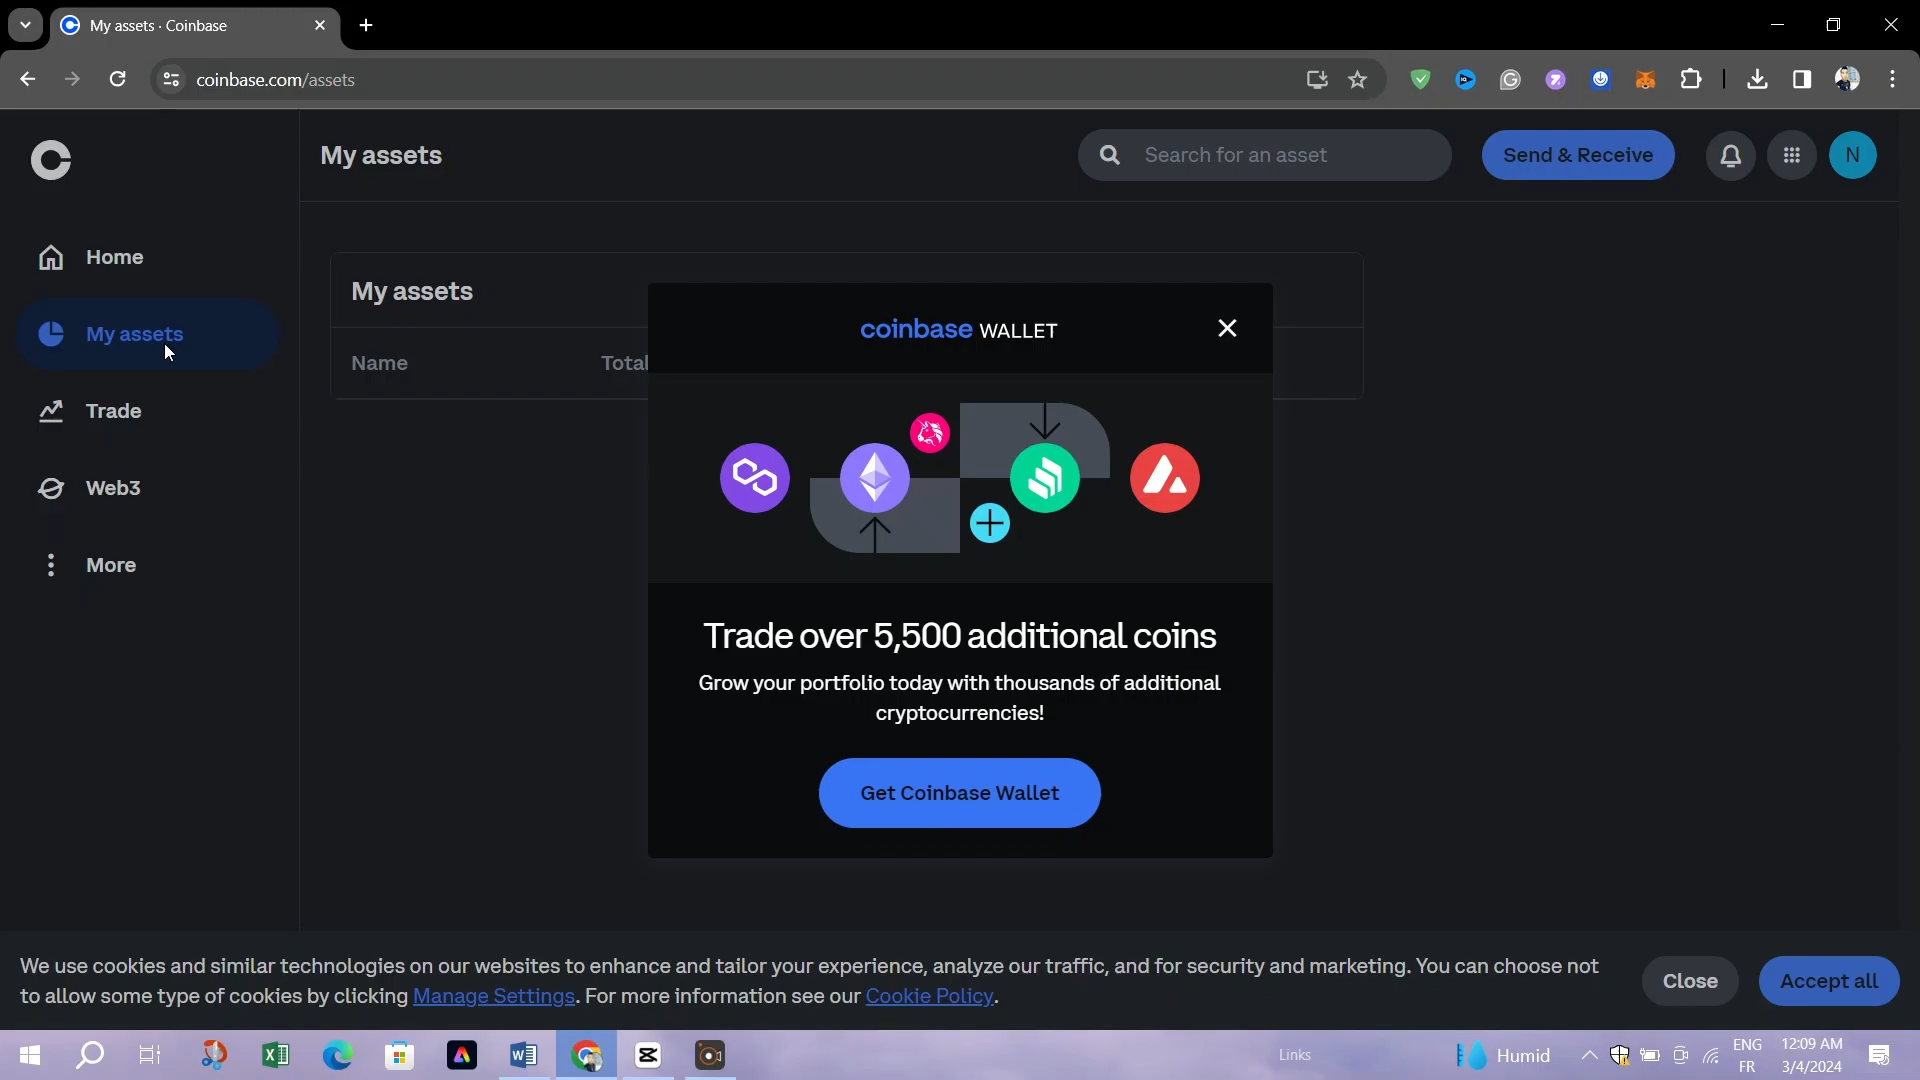 My assets · Coinbase
coinbase.com/assets
My assets
Search for an asset
Send & Receive
N
Home
My assets
Trade
Web3
More
My assets
Name
Total
coinbase WALLET
Trade over 5,500 additional coins
Grow your portfolio today with thousands of additional
cryptocurrencies!
Get Coinbase Wallet
We use cookies and similar technologies on our websites to enhance and tailor your experience, analyze our traffic, and for security and marketing. You can choose not
to allow some type of cookies by clicking Manage Settings. For more information see our Cookie Policy.
Close
Accept all
Links
Humid
ENG
FR
12:09 AM
3/4/2024